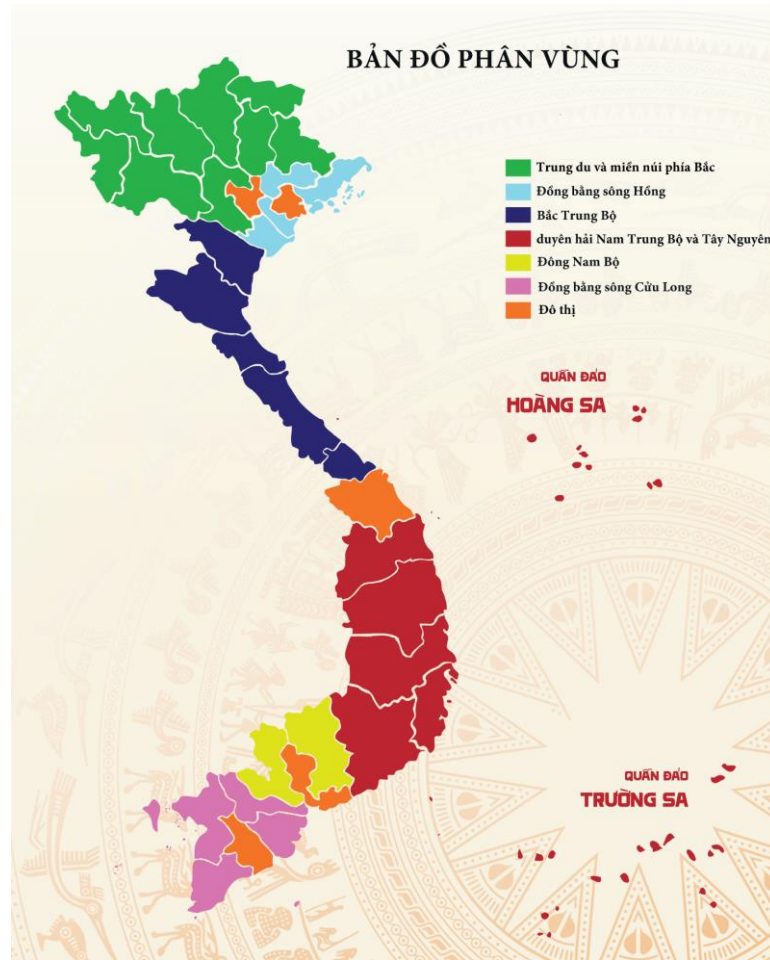 BẢN ĐỒ PHÂN VÙNG
Trung du và miền núi phía Bắc
Đồng bằng sông Hồng
Bắc Trung Bộ
duyên hải Nam Trung Bộ và Tây Nguyên
Đông Nam Bộ
Đồng bằng sông Cửu Long
Đô thị
QUẦN ĐẢO
HOÀNG SA
QUẦN ĐẢO
TRƯỜNG SA